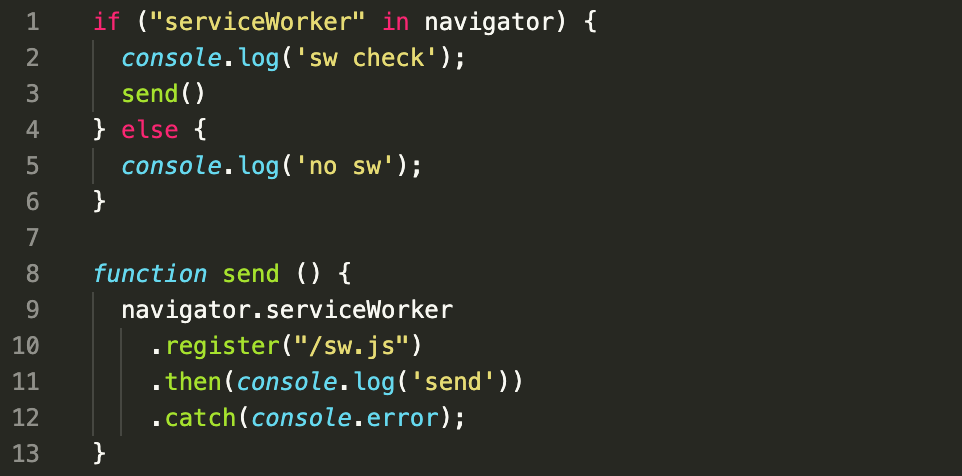 1 if ("serviceWorker" in navigator) {
2 console.log('sw check');
3 send()
4 } else {
5 console.log('no sw');
6 }
7
8 function send () {
9 navigator.serviceWorker
10 .register("/sw.js")
11 .then(console.log('send'))
12 .catch(console.error);
13 }